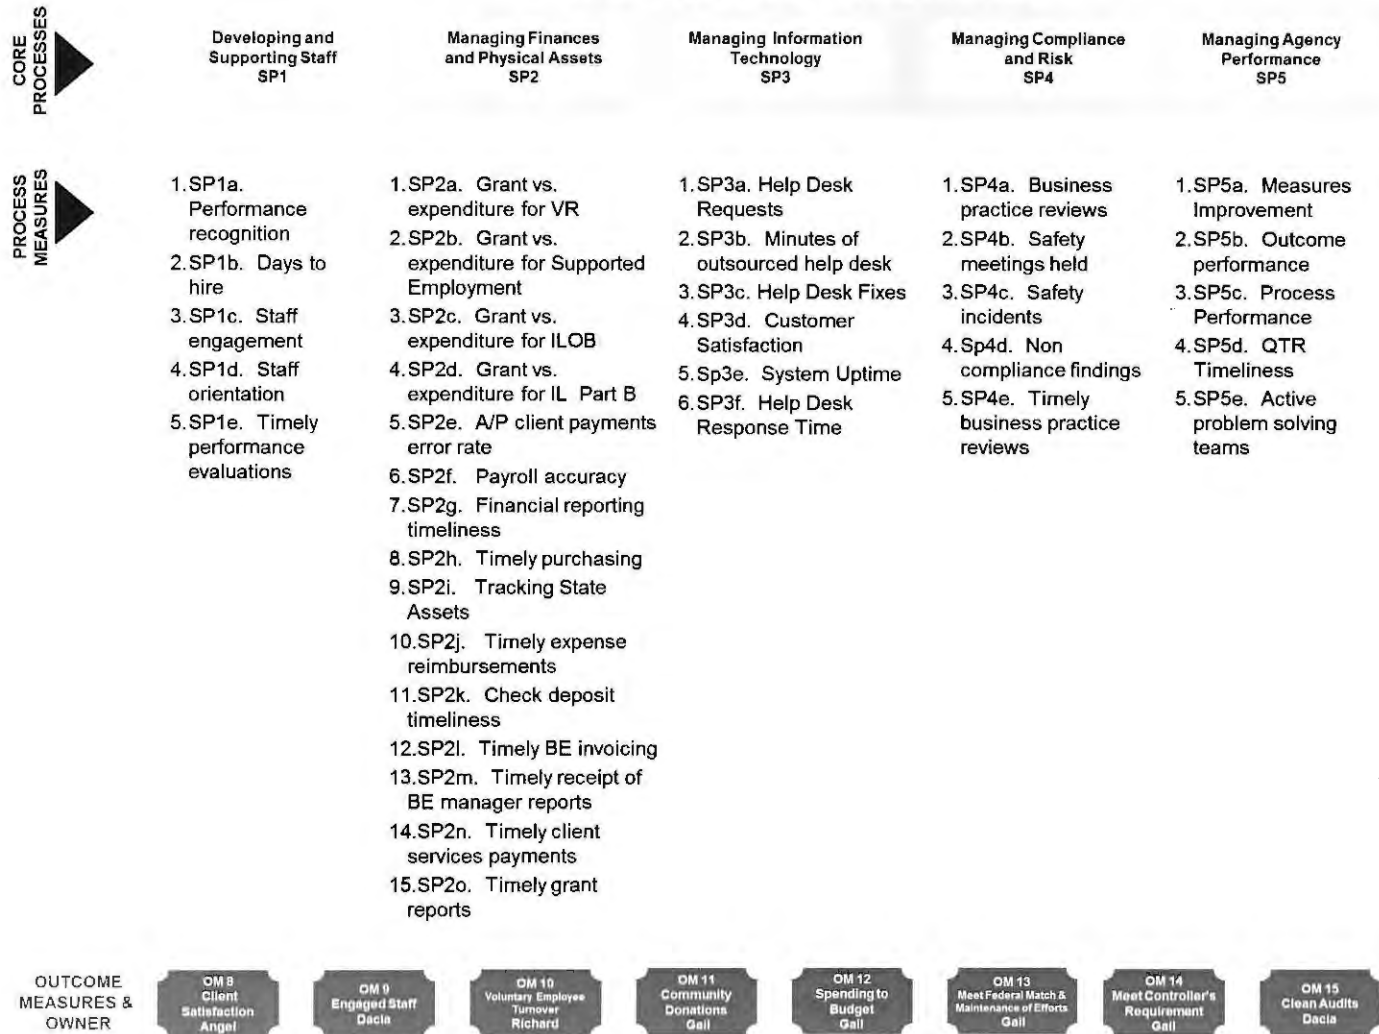 CORE
PROCESSES
Developing and
Supporting Staff
SP1
Managing Finances
and Physical Assets
SP2
Managing Information
Technology
SP3
Managing Compliance
and Risk
SP4
Managing Agency
Performance
SP5
PROCESS
MEASURES
1.SP1a.
Performance
recognition
2.SP1b. Days to
hire
3.SP1c. Staff
engagement
4.SP1d. Staff
orientation
5.SP1e. Timely
performance
evaluations
1.SP2a. Grant vs.
expenditure for VR
2.SP2b. Grant vs.
expenditure for Supported
Employment
3.SP2c. Grant vs.
expenditure for ILOB
4.SP2d. Grant vs.
expenditure for IL Part B
5.SP2e. A/P client payments
error rate
6.SP2f. Payroll accuracy
7.SP2g. Financial reporting
timeliness
8.SP2h. Timely purchasing
9.SP2i. Tracking State
Assets
10.SP2j. Timely expense
reimbursements
11.SP2k. Check deposit
timeliness
12.SP2l. Timely BE invoicing
13.SP2m. Timely receipt of
BE manager reports
14.SP2n. Timely client
services payments
15.SP2o. Timely grant
reports
1.SP3a. Help Desk
Requests
2.SP3b. Minutes of
outsourced help desk
3.SP3c. Help Desk Fixes
4.SP3d. Customer
Satisfaction
5.Sp3e. System Uptime
6.SP3f. Help Desk
Response Time
1.SP4a. Business
practice reviews
2.SP4b. Safety
meetings held
3.SP4c. Safety
incidents
4.Sp4d. Non
compliance findings
5.SP4e. Timely
business practice
reviews
1.SP5a. Measures
Improvement
2.SP5b. Outcome
performance
3.SP5c. Process
Performance
4.SP5d. QTR
Timeliness
5.SP5e. Active
problem solving
teams
OUTCOME
MEASURES &
OWNER
OM 8
Client
Satisfaction
Angel
OM 9
Engaged Staff
Dacia
OM 10
Voluntary Employee
Turnover
Richard
OM 11
Community
Donations
Gail
OM 12
Spending to
Budget
Gail
OM 13
Meet Federal Match &
Maintenance of Efforts
Gail
OM 14
Meet Controller's
Requirement
Gail
OM 15
Clean Audits
Dacia